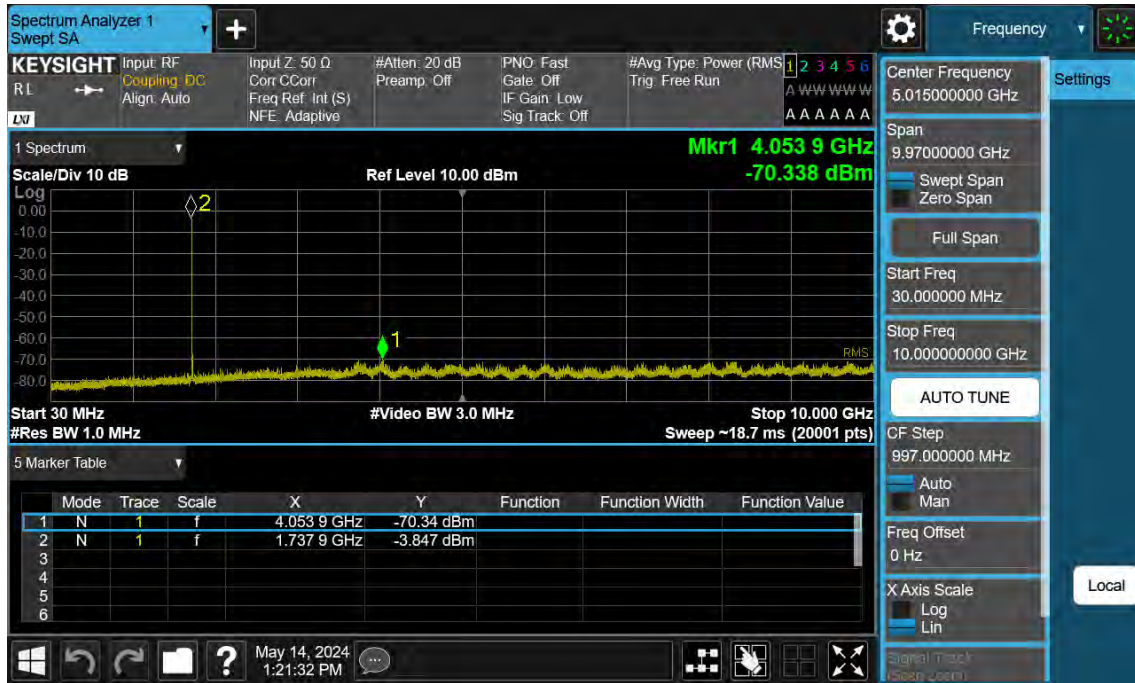 Spectrum Analyzer 1
Swept SA
Frequency
KEYSIGHT
RL
LXI
Input: RF
Coupling: DC
Align: Auto
Input Z: 50 Ω
Corr CCorr
Freq Ref: Int (S)
NFE: Adaptive
#Atten: 20 dB
Preamp: Off
PNO: Fast
Gate: Off
IF Gain: Low
Sig Track: Off
#Avg Type: Power (RMS
Trig: Free Run
1 2 3 4 5 6
A W W W W W
A A A A A A
1 Spectrum
Scale/Div 10 dB
Ref Level 10.00 dBm
Mkr1 4.053 9 GHz
-70.338 dBm
Log
0.00
-10.0
-20.0
-30.0
-40.0
-50.0
-60.0
-70.0
-80.0
2
1
RMS
Start 30 MHz
#Video BW 3.0 MHz
Stop 10.000 GHz
#Res BW 1.0 MHz
Sweep ~18.7 ms (20001 pts)
5 Marker Table
Mode Trace Scale X Y Function Function Width Function Value
1 N 1 f 4.053 9 GHz -70.34 dBm
2 N 1 f 1.737 9 GHz -3.847 dBm
3
4
5
6
May 14, 2024
1:21:32 PM
Center Frequency
5.015000000 GHz
Span
9.97000000 GHz
Swept Span
Zero Span
Full Span
Start Freq
30.000000 MHz
Stop Freq
10.000000000 GHz
AUTO TUNE
CF Step
997.000000 MHz
Auto
Man
Freq Offset
0 Hz
X Axis Scale
Log
Lin
Signal Track
(Span Zoom)
Settings
Local